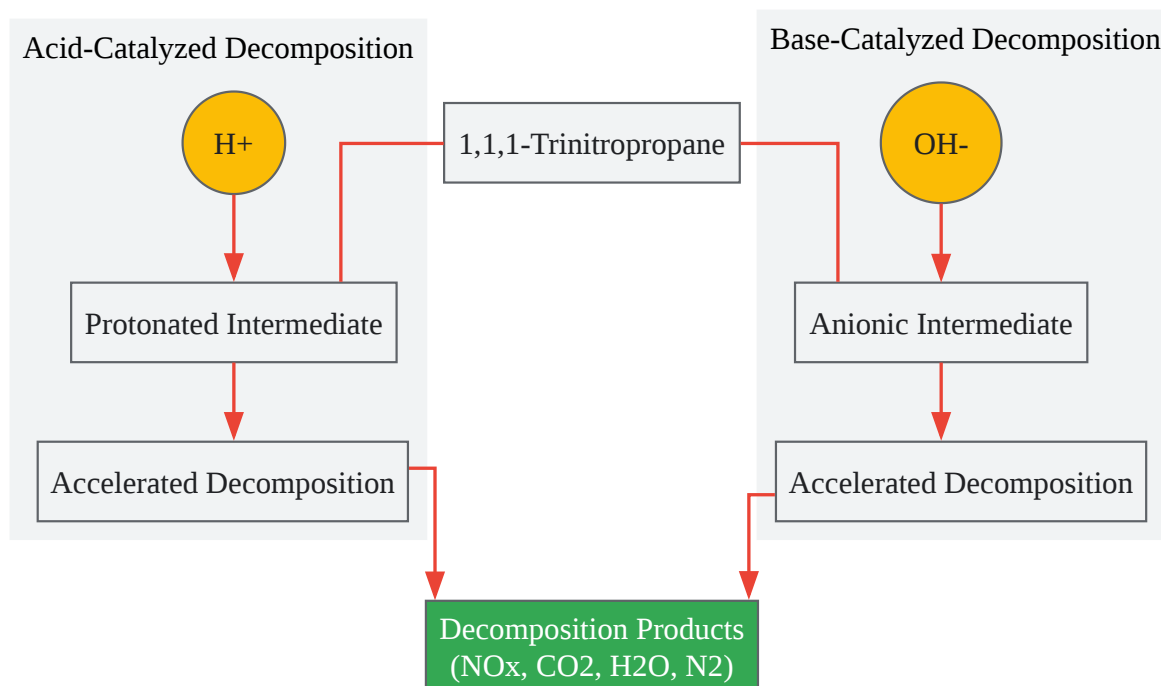 Acid-Catalyzed Decomposition
Base-Catalyzed Decomposition
H+
1,1,1-Trinitropropane
OH-
Protonated Intermediate
Anionic Intermediate
Accelerated Decomposition
Accelerated Decomposition
Decomposition Products
(NOx, CO2, H2O, N2)